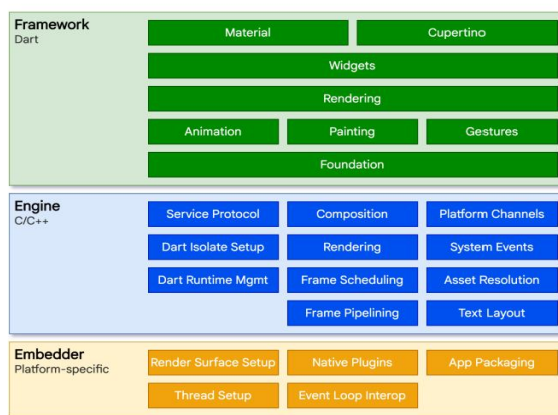 Framework
Dart
Material Cupertino
Widgets
Rendering
Animation Painting Gestures
Foundation
Engine
C/C++
Service Protocol Composition Platform Channels
Dart Isolate Setup Rendering System Events
Dart Runtime Mgmt Frame Scheduling Asset Resolution
Frame Pipelining Text Layout
Embedder
Platform-specific
Render Surface Setup Native Plugins App Packaging
Thread Setup Event Loop Interop